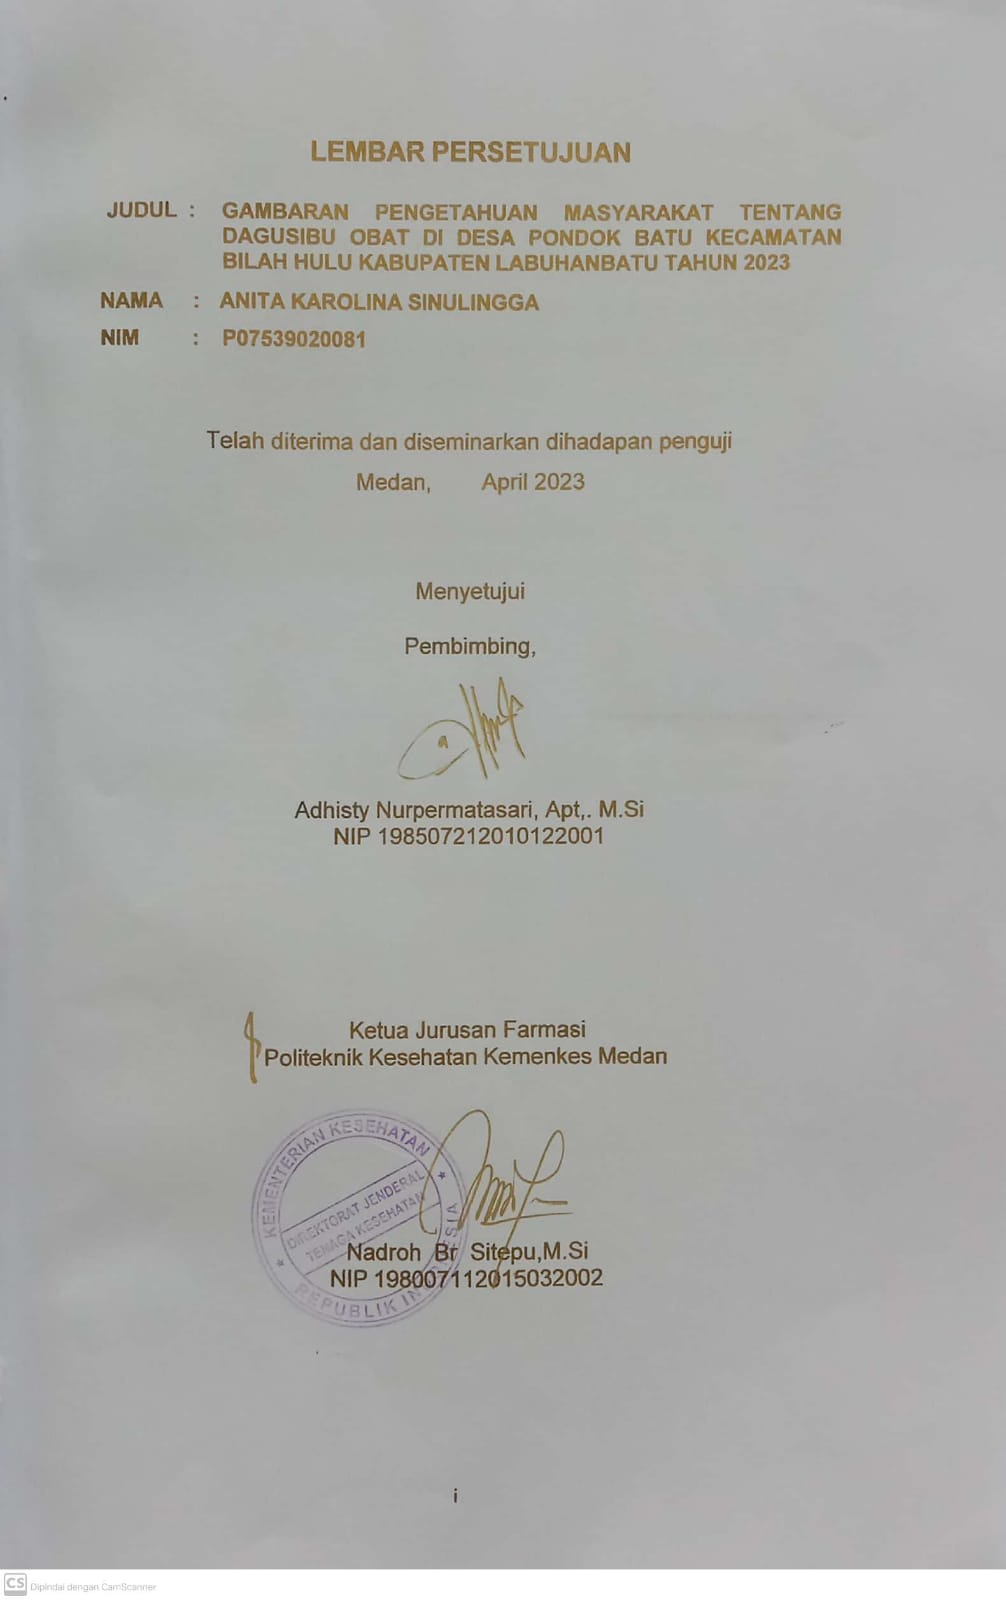 LEMBAR PERSETUJUAN
JUDUL : GAMBARAN PENGETAHUAN MASYARAKAT TENTANG
DAGUSIBU OBAT DI DESA PONDOK BATU KECAMATAN
BILAH HULU KABUPATEN LABUHANBATU TAHUN 2023
NAMA : ANITA KAROLINA SINULINGGA
NIM : P07539020081
Telah diterima dan diseminarkan dihadapan penguji
Medan, April 2023
Menyetujui
Pembimbing,
Adhisty Nurpermatasari, Apt,. M.Si
NIP 198507212010122001
Ketua Jurusan Farmasi
Politeknik Kesehatan Kemenkes Medan
KEMENTERIAN KESEHATAN
DIREKTORAT JENDERAL
TENAGA KESEHATAN
REPUBLIK INDONESIA
Nadroh Br Sitepu,M.Si
NIP 198007112015032002
i
CS Dipindai dengan CamScanner